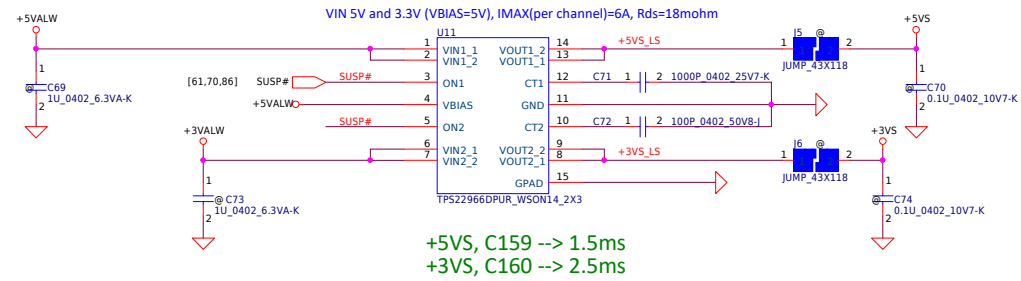 VIN 5V and 3.3V (VBIAS=5V), IMAX(per channel)=6A, Rds=18mohm
+5VALW
U11
J5 @
+5VS
1 VIN1_1 VOUT1_2 14 +5VS_LS 1 2
2 VIN1_2 VOUT1_1 13
JUMP_43X118
1
@ C69
1U_0402_6.3VA-K
2
[61,70,86] SUSP# SUSP# 3 ON1 CT1 12 C71 1 2 1000P_0402_25V7-K
1
@ C70
0.1U_0402_10V7-K
2
+5VALW 4 VBIAS GND 11
SUSP# 5 ON2 CT2 10 C72 1 2 100P_0402_50V8-J
+3VALW
+3VS
6 VIN2_1 VOUT2_2 9
J6 @
7 VIN2_2 VOUT2_1 8 +3VS_LS 1 2
JUMP_43X118
GPAD 15
1
@ C73
1U_0402_6.3VA-K
2
TPS22966DPUR_WSON14_2X3
1
@ C74
0.1U_0402_10V7-K
2
+5VS, C159 --> 1.5ms
+3VS, C160 --> 2.5ms